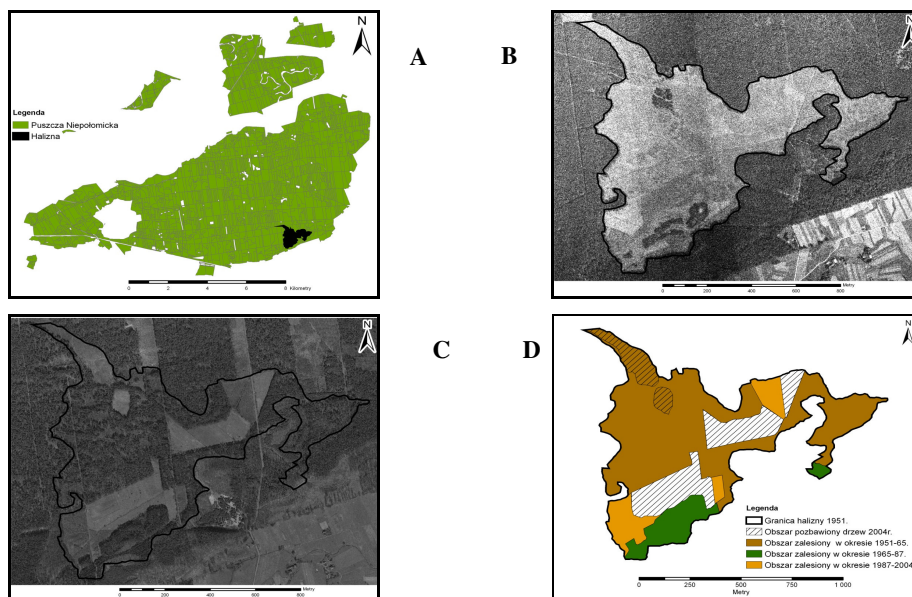 N
A
B
N
Legenda
Puszcza Niepołomicka
Halizna
0 2 4 6 8 Kilometry
Metry
0 200 400 600 800
N
C
D
N
Metry
0 200 400 600 800
Legenda
Granica halizny 1951.
Obszar pozbawiony drzew 2004r.
Obszar zalesiony w okresie 1951-65.
Obszar zalesiony w okresie 1965-87.
Obszar zalesiony w okresie 1987-2004
0 250 500 750 1 000
Metry